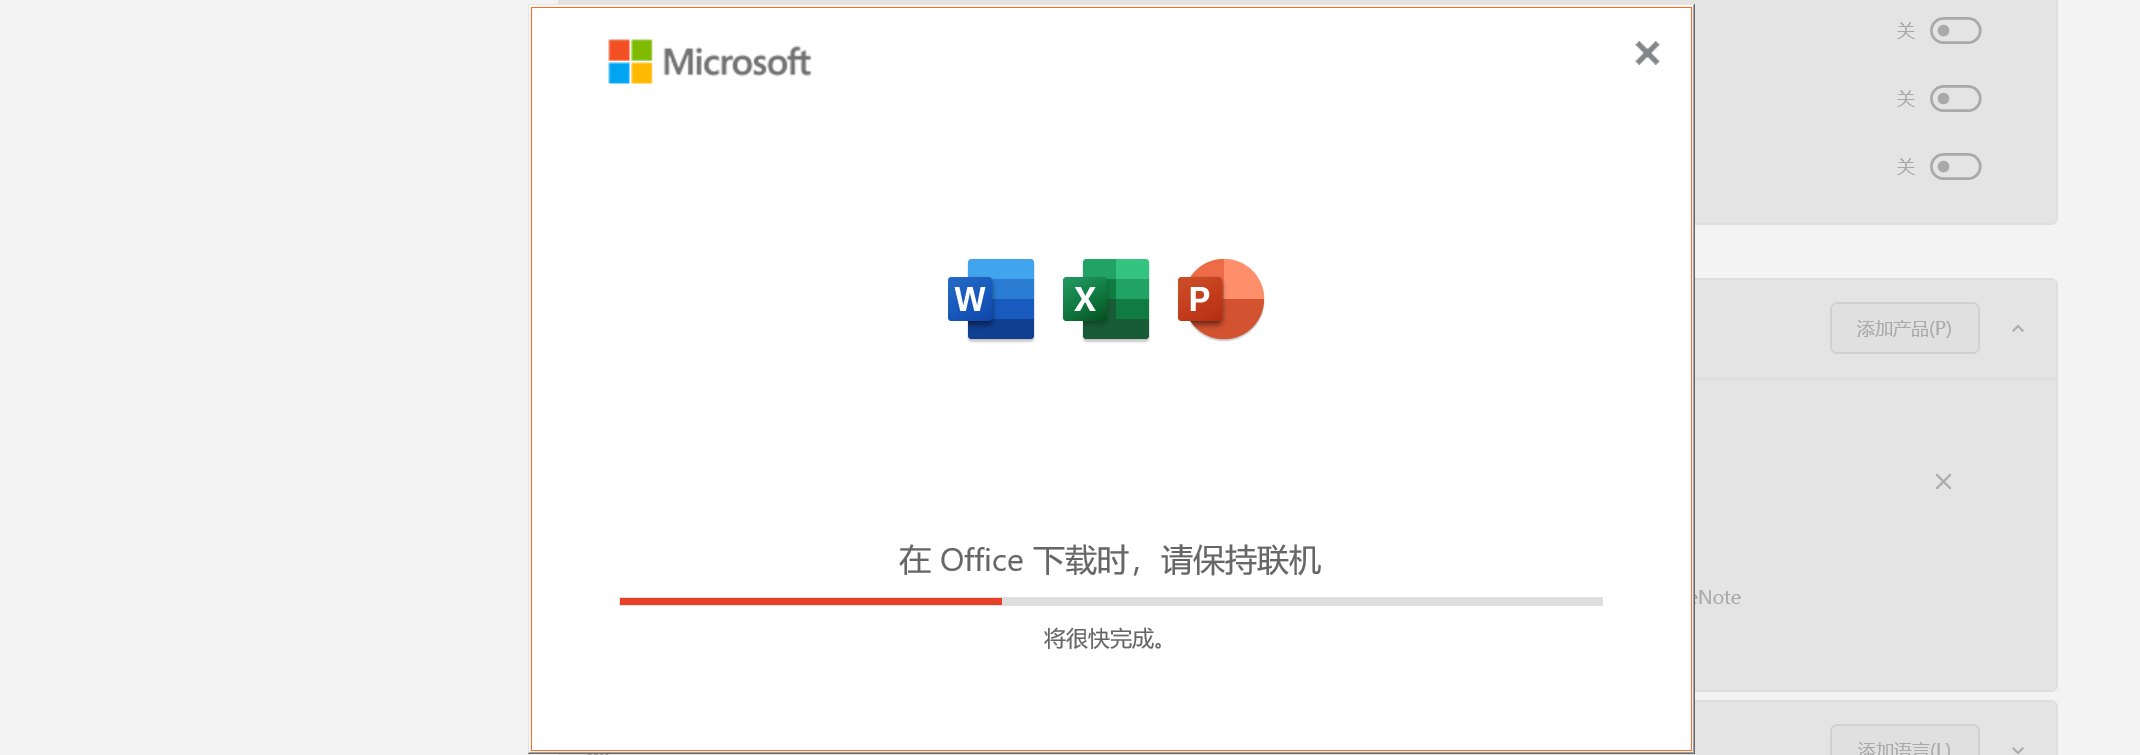 Microsoft
关
关
关
W X P
添加产品(P)
在 Office 下载时，请保持联机
eNote
将很快完成。
添加语言(L)